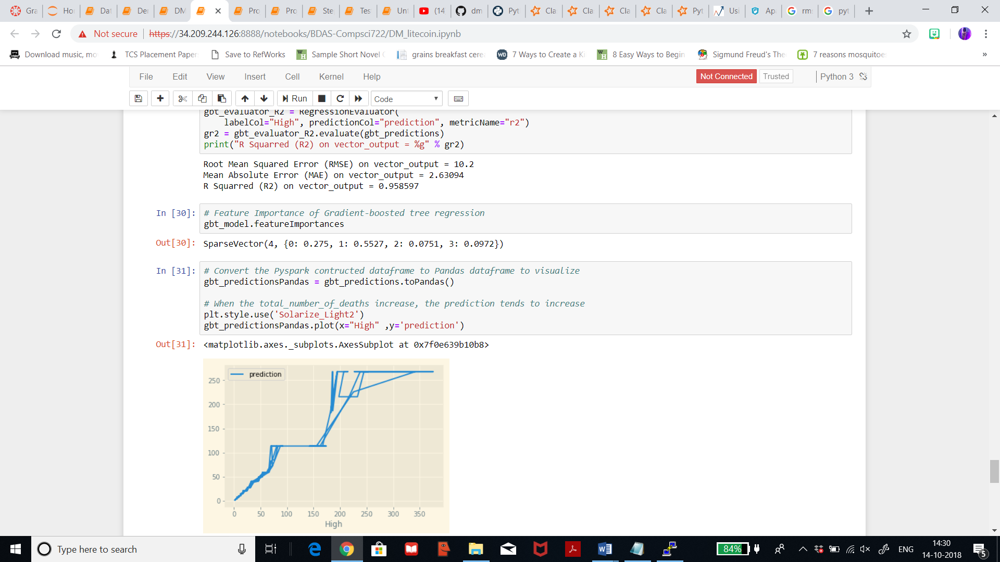 Gra
Ho
Dat
Der
DM
Pro
Pro
Ste
Tes
Unt
(14
dm
Pyt
Cla
Cla
Cla
Cla
Pyt
Usi
Ap
rms
pyt
Not secure
https://34.209.244.126:8888/notebooks/BDAS-Compsci722/DM_litecoin.ipynb
Download music, mo
TCS Placement Paper
Save to RefWorks
Sample Short Novel
grains breakfast cere
7 Ways to Create a Ki
8 Easy Ways to Begin
Sigmund Freud's The
7 reasons mosquitoe
»
File Edit View Insert Cell Kernel Help
Not Connected
Trusted
Python 3
Run
Code
gbt_evaluator_R2 = RegressionEvaluator(
labelCol="High", predictionCol="prediction", metricName="r2")
gr2 = gbt_evaluator_R2.evaluate(gbt_predictions)
print("R Squarred (R2) on vector_output = %g" % gr2)
Root Mean Squared Error (RMSE) on vector_output = 10.2
Mean Absolute Error (MAE) on vector_output = 2.63094
R Squarred (R2) on vector_output = 0.958597
In [30]: # Feature Importance of Gradient-boosted tree regression
gbt_model.featureImportances
Out[30]: SparseVector(4, {0: 0.275, 1: 0.5527, 2: 0.0751, 3: 0.0972})
In [31]: # Convert the Pyspark contructed dataframe to Pandas dataframe to visualize
gbt_predictionsPandas = gbt_predictions.toPandas()
# When the total_number_of_deaths increase, the prediction tends to increase
plt.style.use('Solarize_Light2')
gbt_predictionsPandas.plot(x="High" ,y='prediction')
Out[31]: <matplotlib.axes._subplots.AxesSubplot at 0x7f0e639b10b8>
prediction
250
200
150
100
50
0
0 50 100 150 200 250 300 350
High
Type here to search
84%
ENG
14:30
14-10-2018
5